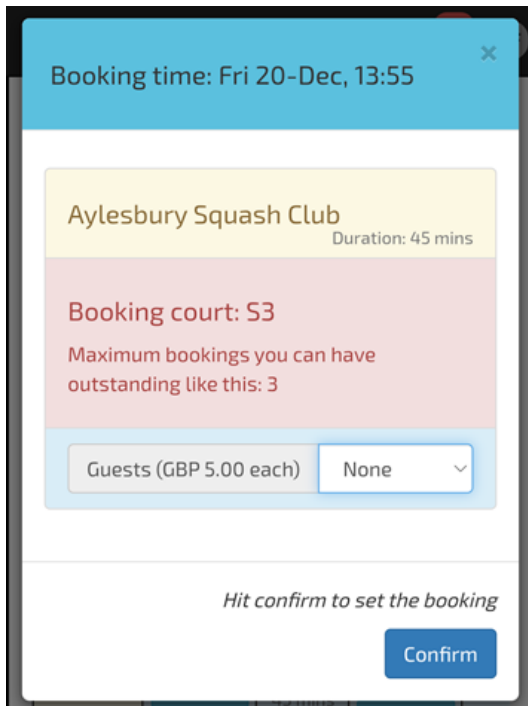 Booking time: Fri 20-Dec, 13:55
×
Aylesbury Squash Club
Duration: 45 mins
Booking court: S3
Maximum bookings you can have
outstanding like this: 3
Guests (GBP 5.00 each)
None
Hit confirm to set the booking
Confirm
45 mins